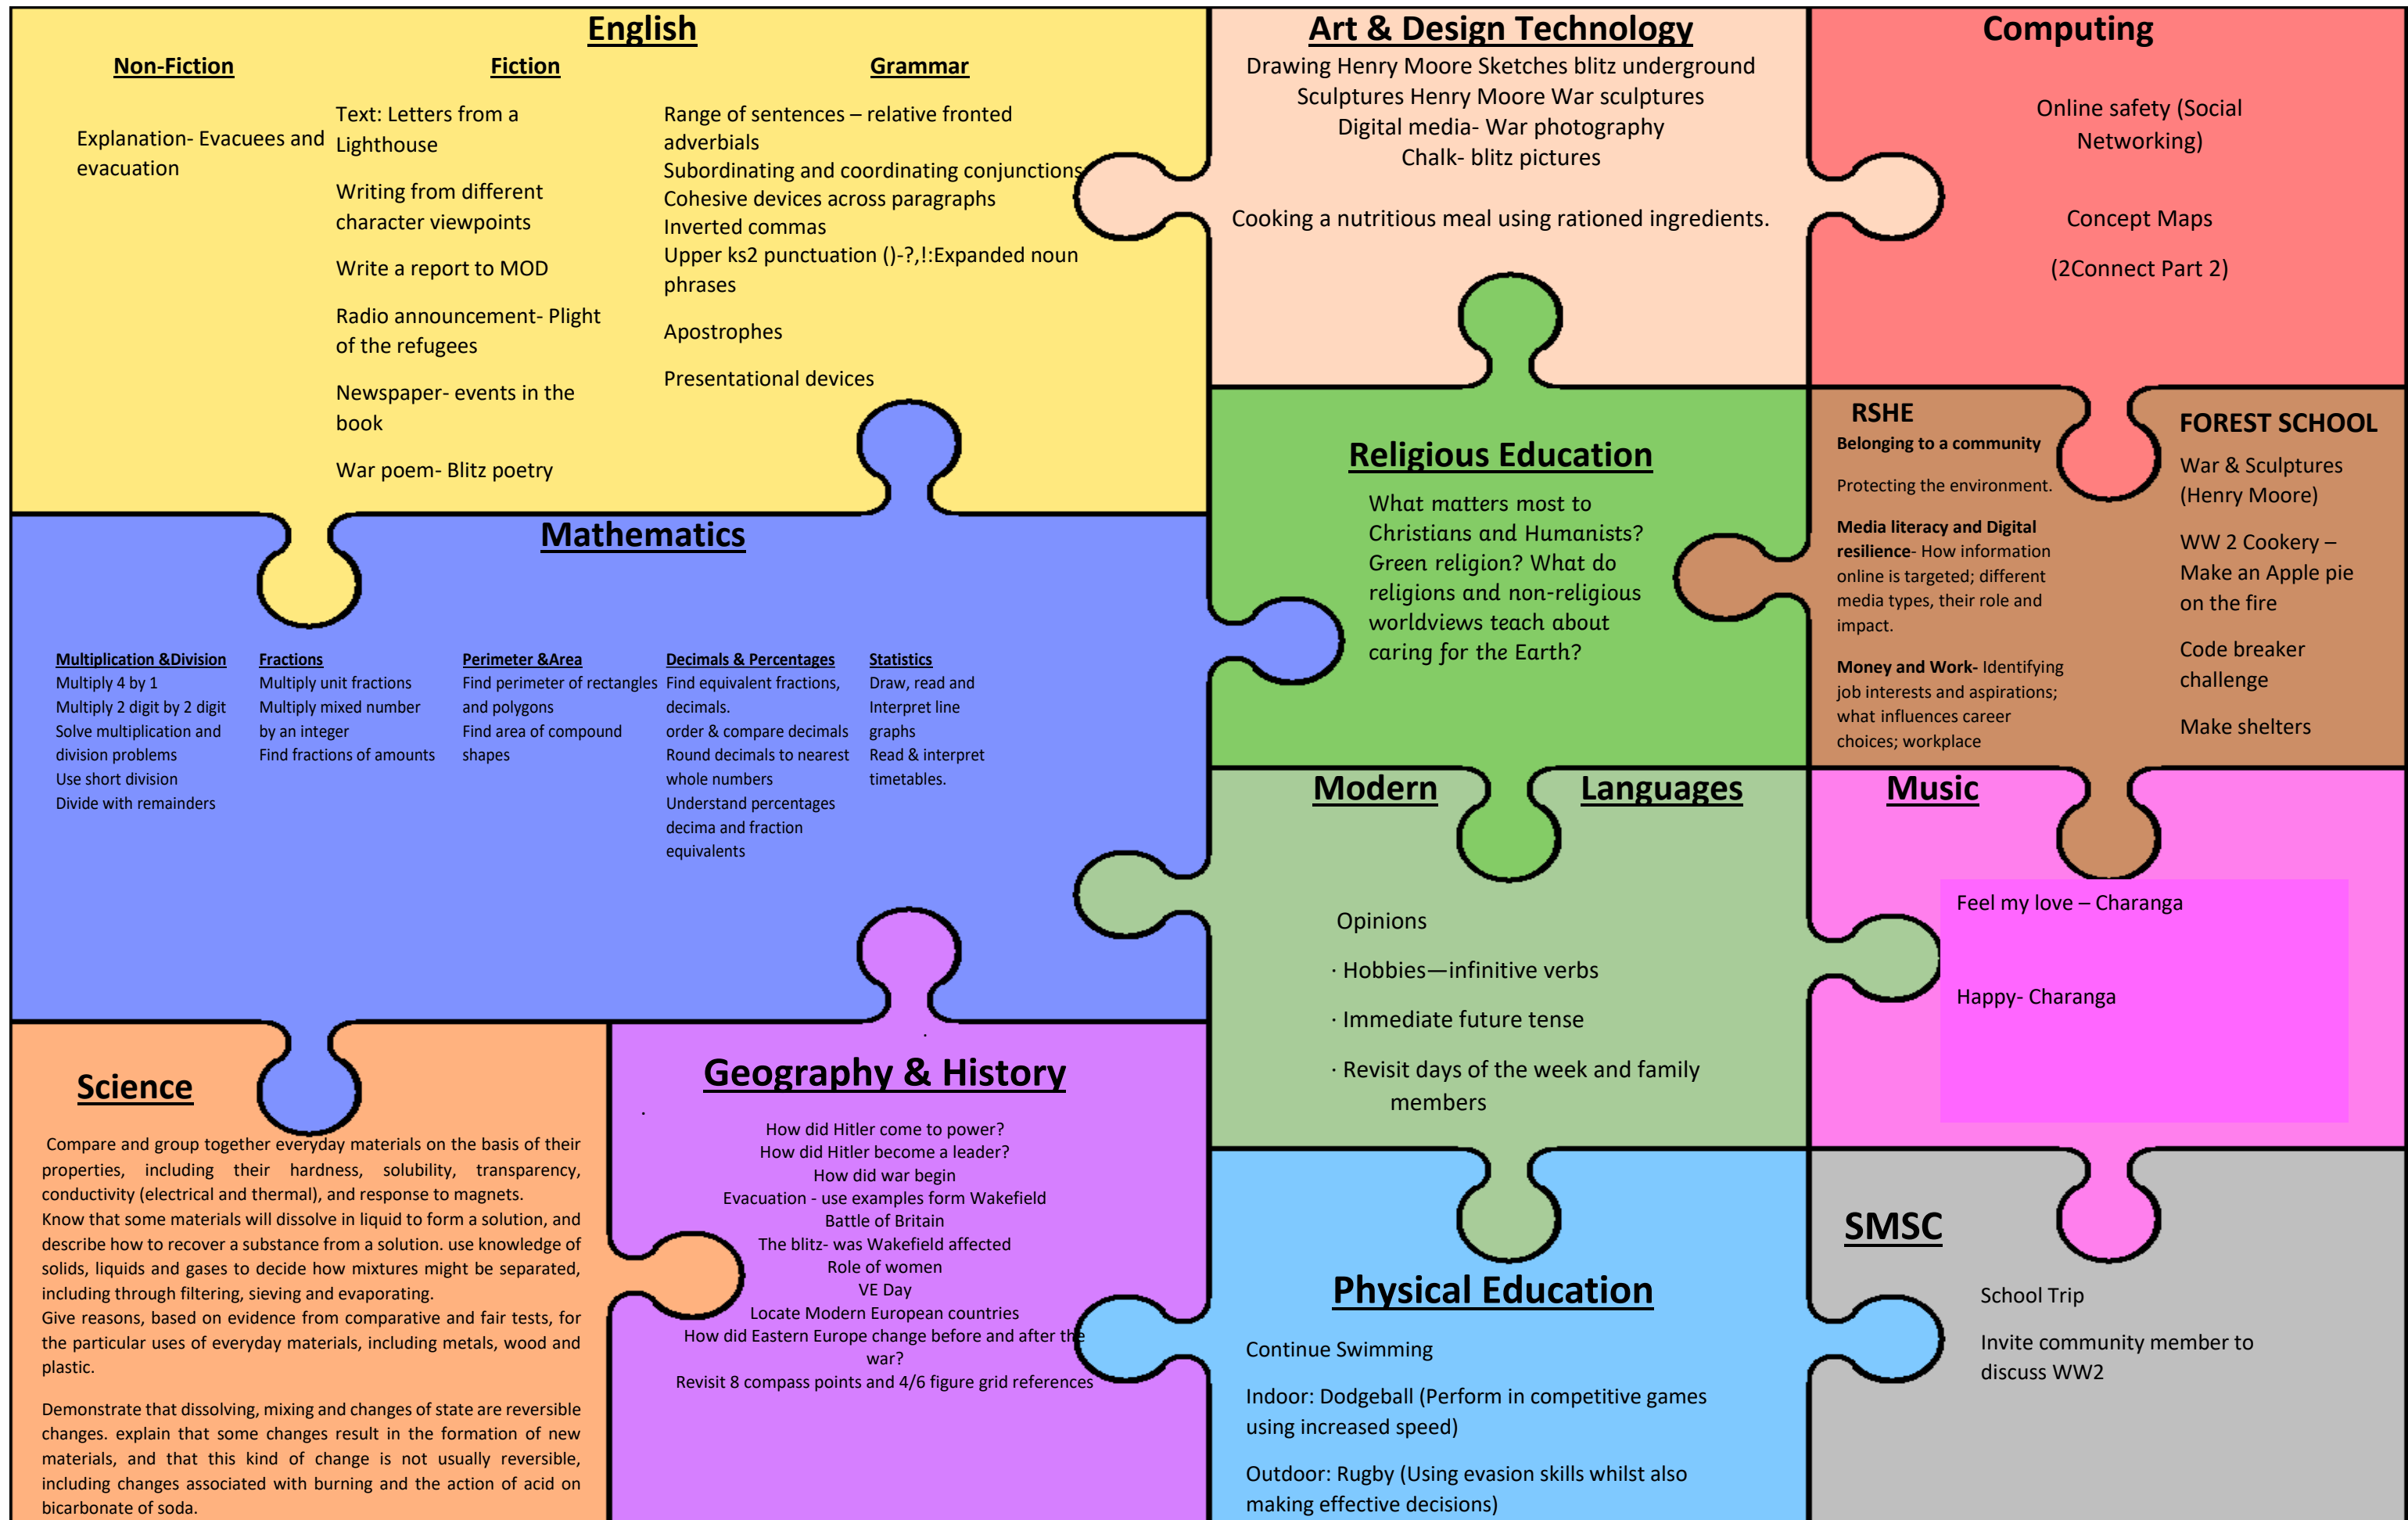 English
Non-Fiction
Explanation- Evacuees and
evacuation
Fiction
Text: Letters from a
Lighthouse
Writing from different
character viewpoints
Write a report to MOD
Radio announcement- Plight
of the refugees
Newspaper- events in the
book
War poem- Blitz poetry
Grammar
Range of sentences – relative fronted
adverbials
Subordinating and coordinating conjunctions
Cohesive devices across paragraphs
Inverted commas
Upper ks2 punctuation ()-?,!:Expanded noun
phrases
Apostrophes
Presentational devices
Art & Design Technology
Drawing Henry Moore Sketches blitz underground
Sculptures Henry Moore War sculptures
Digital media- War photography
Chalk- blitz pictures
Cooking a nutritious meal using rationed ingredients.
Computing
Online safety (Social
Networking)
Concept Maps
(2Connect Part 2)
Mathematics
Multiplication &Division
Multiply 4 by 1
Multiply 2 digit by 2 digit
Solve multiplication and
division problems
Use short division
Divide with remainders
Fractions
Multiply unit fractions
Multiply mixed number
by an integer
Find fractions of amounts
Perimeter &Area
Find perimeter of rectangles
and polygons
Find area of compound
shapes
Decimals & Percentages
Find equivalent fractions,
decimals.
order & compare decimals
Round decimals to nearest
whole numbers
Understand percentages
decima and fraction
equivalents
Statistics
Draw, read and
Interpret line
graphs
Read & interpret
timetables.
Religious Education
What matters most to
Christians and Humanists?
Green religion? What do
religions and non-religious
worldviews teach about
caring for the Earth?
RSHE
Belonging to a community
Protecting the environment.
Media literacy and Digital
resilience- How information
online is targeted; different
media types, their role and
impact.
Money and Work- Identifying
job interests and aspirations;
what influences career
choices; workplace
FOREST SCHOOL
War & Sculptures
(Henry Moore)
WW 2 Cookery –
Make an Apple pie
on the fire
Code breaker
challenge
Make shelters
Modern Languages
Opinions
· Hobbies—infinitive verbs
· Immediate future tense
· Revisit days of the week and family
members
Music
Feel my love – Charanga
Happy- Charanga
Science
Compare and group together everyday materials on the basis of their
properties, including their hardness, solubility, transparency,
conductivity (electrical and thermal), and response to magnets.
Know that some materials will dissolve in liquid to form a solution, and
describe how to recover a substance from a solution. use knowledge of
solids, liquids and gases to decide how mixtures might be separated,
including through filtering, sieving and evaporating.
Give reasons, based on evidence from comparative and fair tests, for
the particular uses of everyday materials, including metals, wood and
plastic.
Demonstrate that dissolving, mixing and changes of state are reversible
changes. explain that some changes result in the formation of new
materials, and that this kind of change is not usually reversible,
including changes associated with burning and the action of acid on
bicarbonate of soda.
Geography & History
How did Hitler come to power?
How did Hitler become a leader?
How did war begin
Evacuation - use examples form Wakefield
Battle of Britain
The blitz- was Wakefield affected
Role of women
VE Day
Locate Modern European countries
How did Eastern Europe change before and after the
war?
Revisit 8 compass points and 4/6 figure grid references
Physical Education
Continue Swimming
Indoor: Dodgeball (Perform in competitive games
using increased speed)
Outdoor: Rugby (Using evasion skills whilst also
making effective decisions)
SMSC
School Trip
Invite community member to
discuss WW2